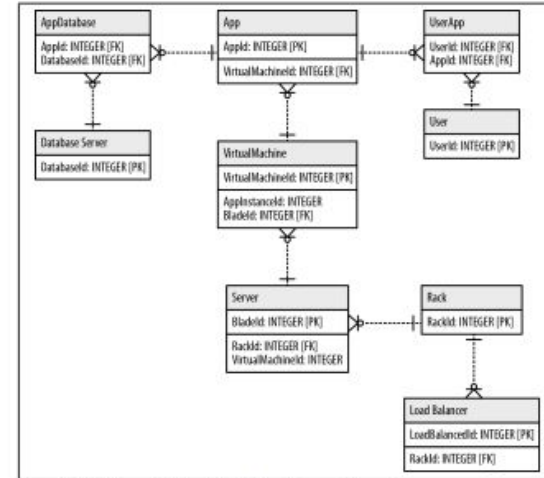 AppDatabase
AppId: INTEGER [FK]
DatabaseId: INTEGER [FK]
App
AppId: INTEGER [PK]
VirtualMachineId: INTEGER [FK]
UserApp
UserId: INTEGER [FK]
AppId: INTEGER [FK]
Database Server
DatabaseId: INTEGER [PK]
User
UserId: INTEGER [PK]
VirtualMachine
VirtualMachineId: INTEGER [PK]
AppInstanceId: INTEGER
BladeId: INTEGER [FK]
Server
BladeId: INTEGER [PK]
RackId: INTEGER [FK]
VirtualMachineId: INTEGER
Rack
RackId: INTEGER [PK]
Load Balancer
LoadBalancedId: INTEGER [PK]
RackId: INTEGER [FK]